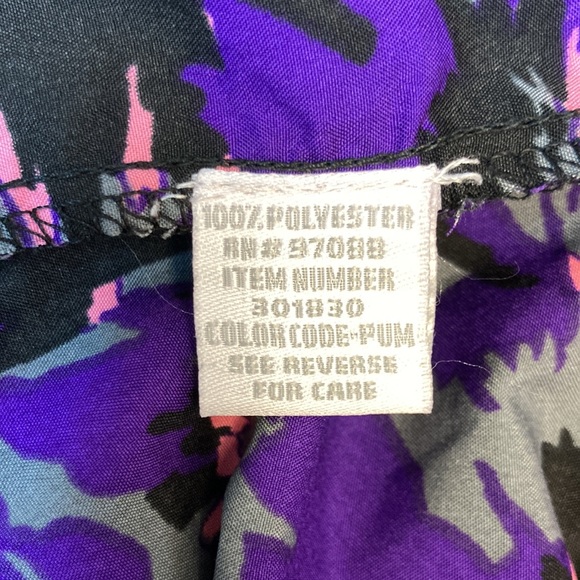 100% POLYESTER
RN# 97088
ITEM NUMBER
301830
COLOR CODE-PUM
SEE REVERSE
FOR CARE